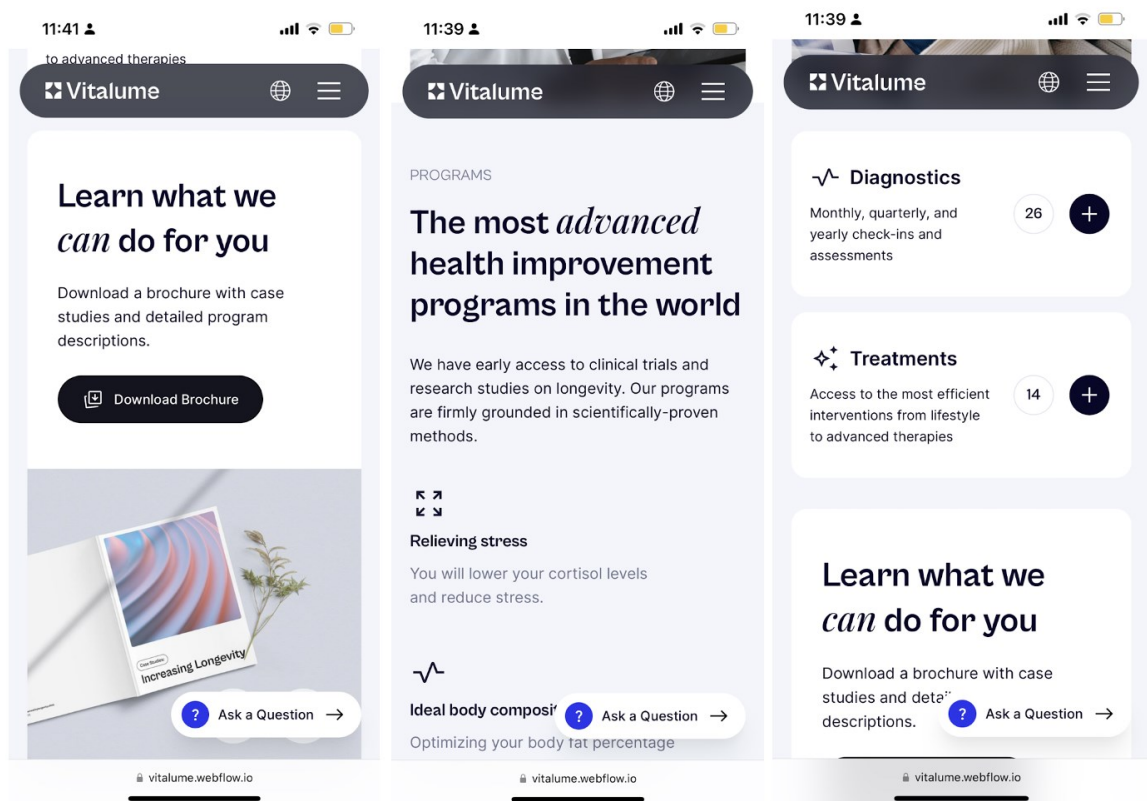 11:41
to advanced therapies
Vitalume
Learn what we
can do for you
Download a brochure with case
studies and detailed program
descriptions.
Download Brochure
Case Studies
Increasing Longevity
? Ask a Question →
vitalume.webflow.io
11:39
Vitalume
PROGRAMS
The most advanced
health improvement
programs in the world
We have early access to clinical trials and
research studies on longevity. Our programs
are firmly grounded in scientifically-proven
methods.
Relieving stress
You will lower your cortisol levels
and reduce stress.
Ideal body composi
? Ask a Question →
Optimizing your body fat percentage
vitalume.webflow.io
11:39
Vitalume
Diagnostics
Monthly, quarterly, and
yearly check-ins and
assessments
26 +
Treatments
Access to the most efficient
interventions from lifestyle
to advanced therapies
14 +
Learn what we
can do for you
Download a brochure with case
studies and detai
descriptions.
? Ask a Question →
vitalume.webflow.io